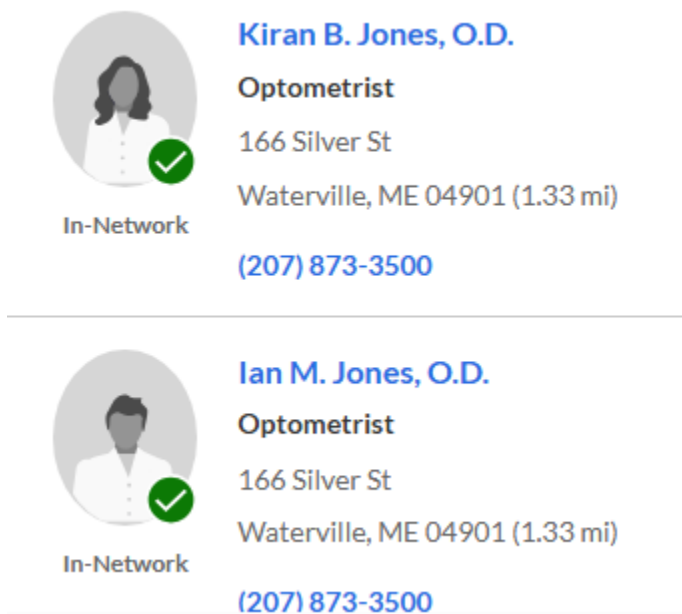 Kiran B. Jones, O.D.
Optometrist
166 Silver St
Waterville, ME 04901 (1.33 mi)
In-Network
(207) 873-3500
Ian M. Jones, O.D.
Optometrist
166 Silver St
Waterville, ME 04901 (1.33 mi)
In-Network
(207) 873-3500